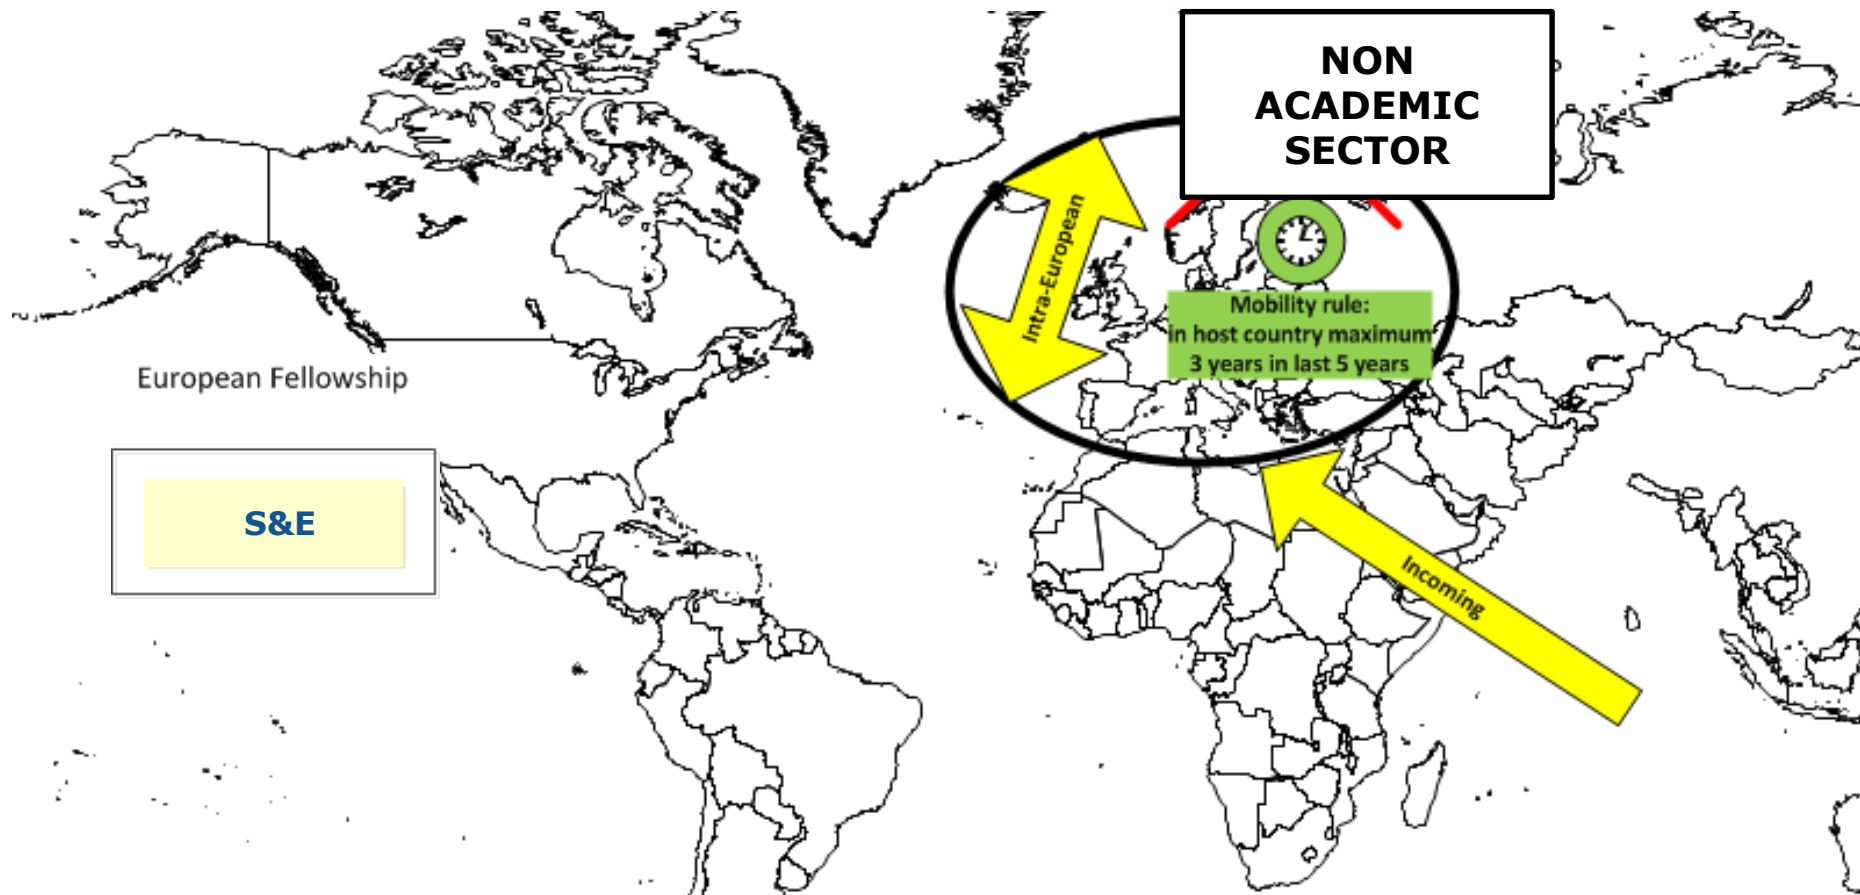 NON
ACADEMIC
SECTOR
Intra-European
Mobility rule:
in host country maximum
3 years in last 5 years
European Fellowship
S&E
Incoming